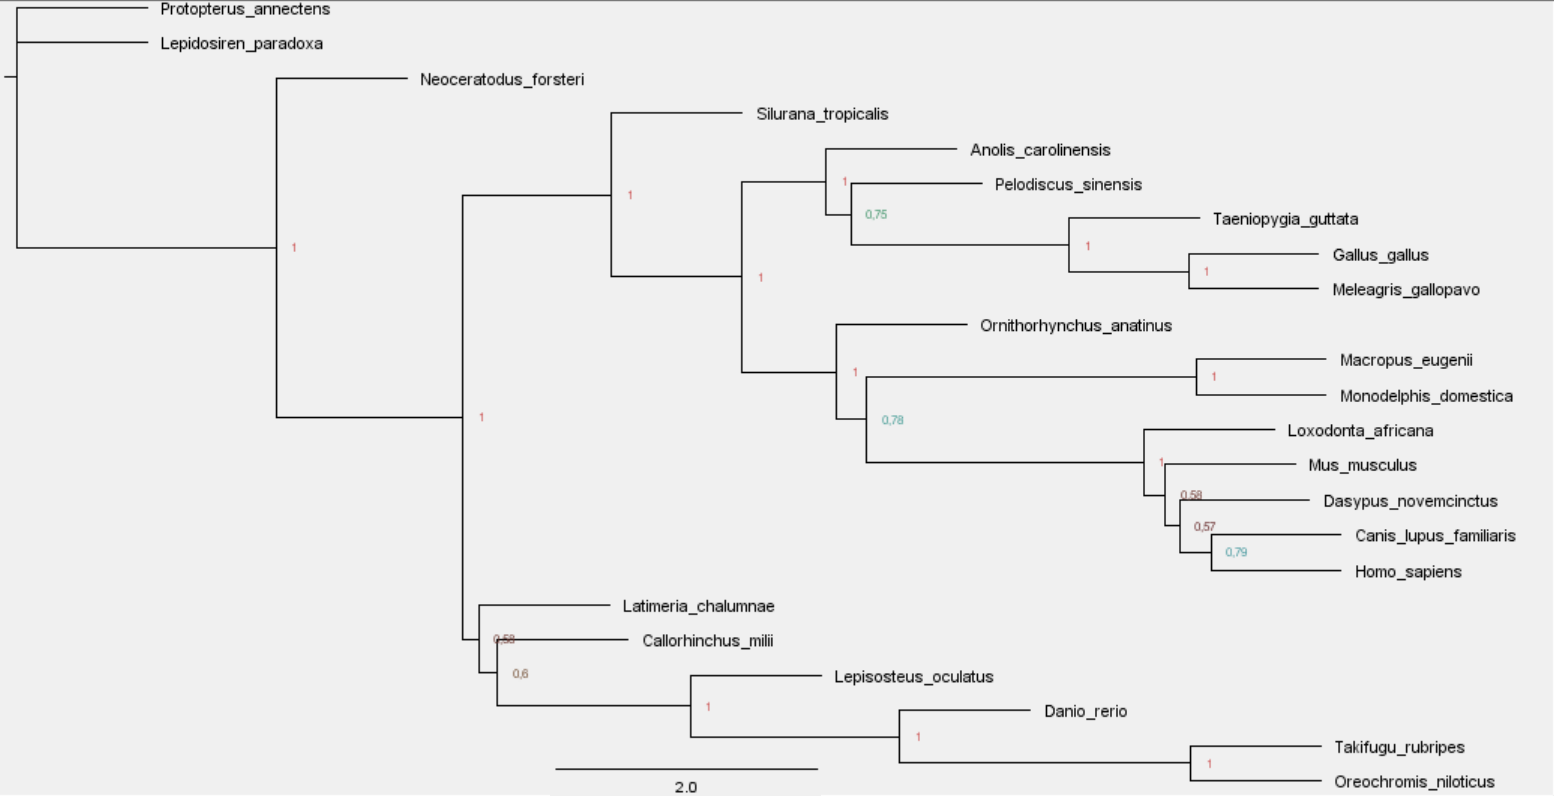 Protopterus_annectens
Lepidosiren_paradoxa
Neoceratodus_forsteri
Silurana_tropicalis
Anolis_carolinensis
1
Pelodiscus_sinensis
1
0,75
Taeniopygia_guttata
1
1
Gallus_gallus
1
1
Meleagris_gallopavo
Ornithorhynchus_anatinus
Macropus_eugenii
1
1
Monodelphis_domestica
1
0,78
Loxodonta_africana
1
Mus_musculus
0,58
Dasypus_novemcinctus
0,57
Canis_lupus_familiaris
0,79
Homo_sapiens
Latimeria_chalumnae
0,58
Callorhinchus_milii
0,6
Lepisosteus_oculatus
1
Danio_rerio
1
Takifugu_rubripes
1
Oreochromis_niloticus
2.0